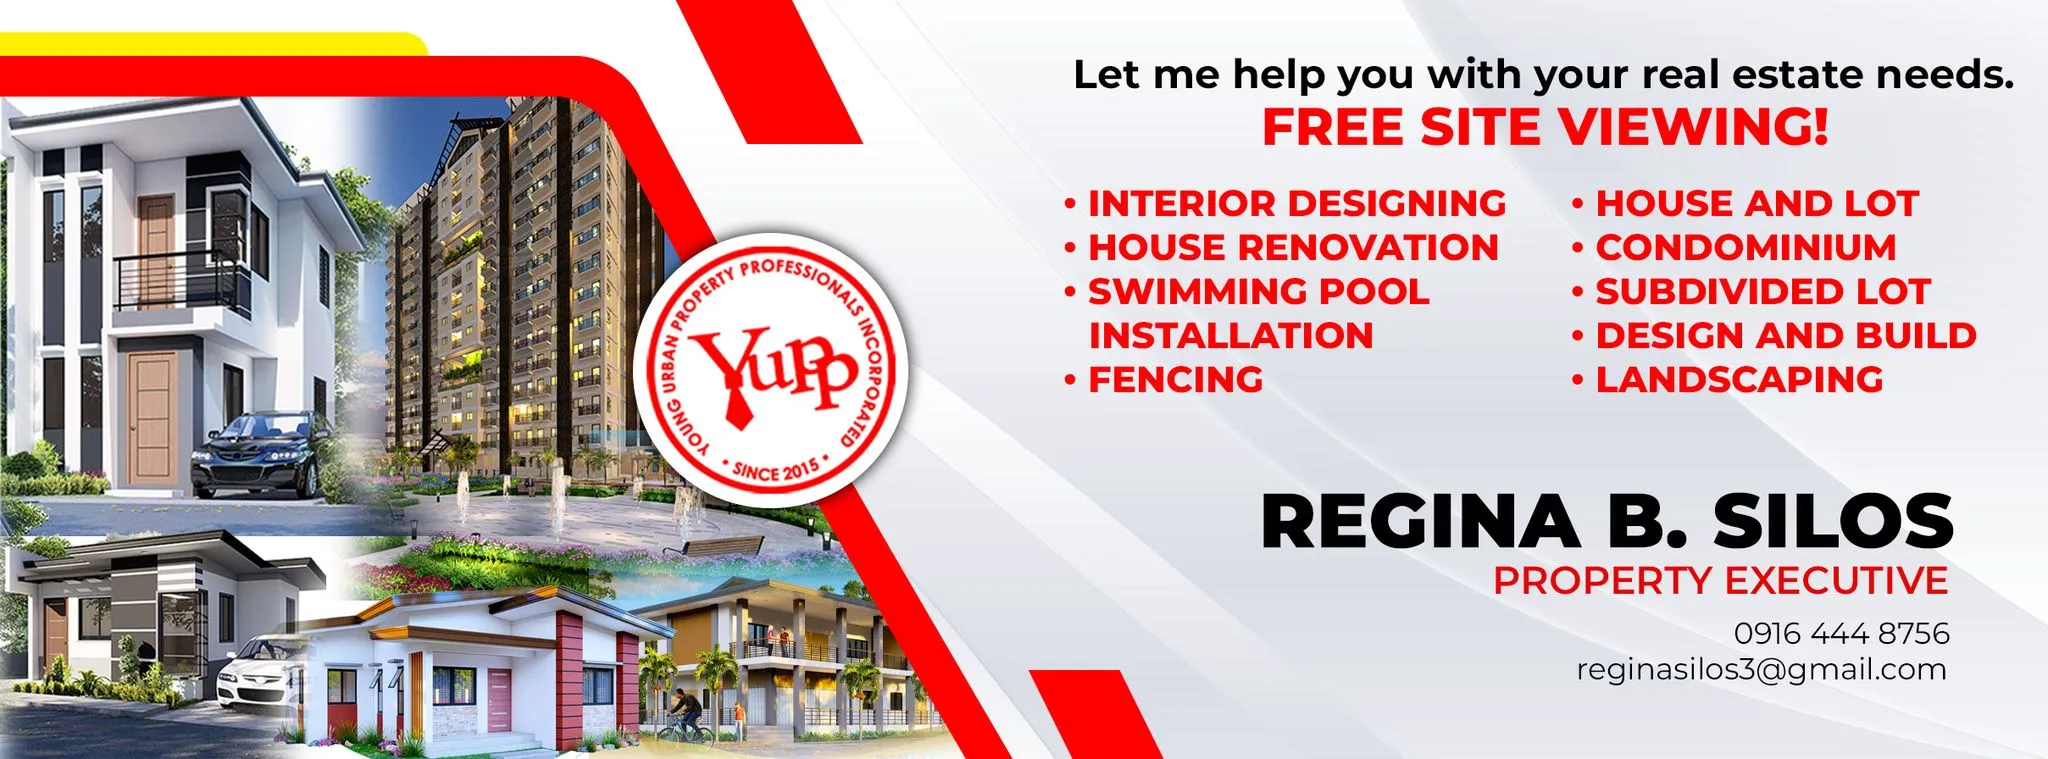 Let me help you with your real estate needs.
FREE SITE VIEWING!
• INTERIOR DESIGNING
• HOUSE RENOVATION
• SWIMMING POOL
INSTALLATION
• FENCING
• HOUSE AND LOT
• CONDOMINIUM
• SUBDIVIDED LOT
• DESIGN AND BUILD
• LANDSCAPING
YOUNG URBAN PROPERTY PROFESSIONALS INCORPORATED
Yupp
• SINCE 2015 •
REGINA B. SILOS
PROPERTY EXECUTIVE
0916 444 8756
reginasilos3@gmail.com